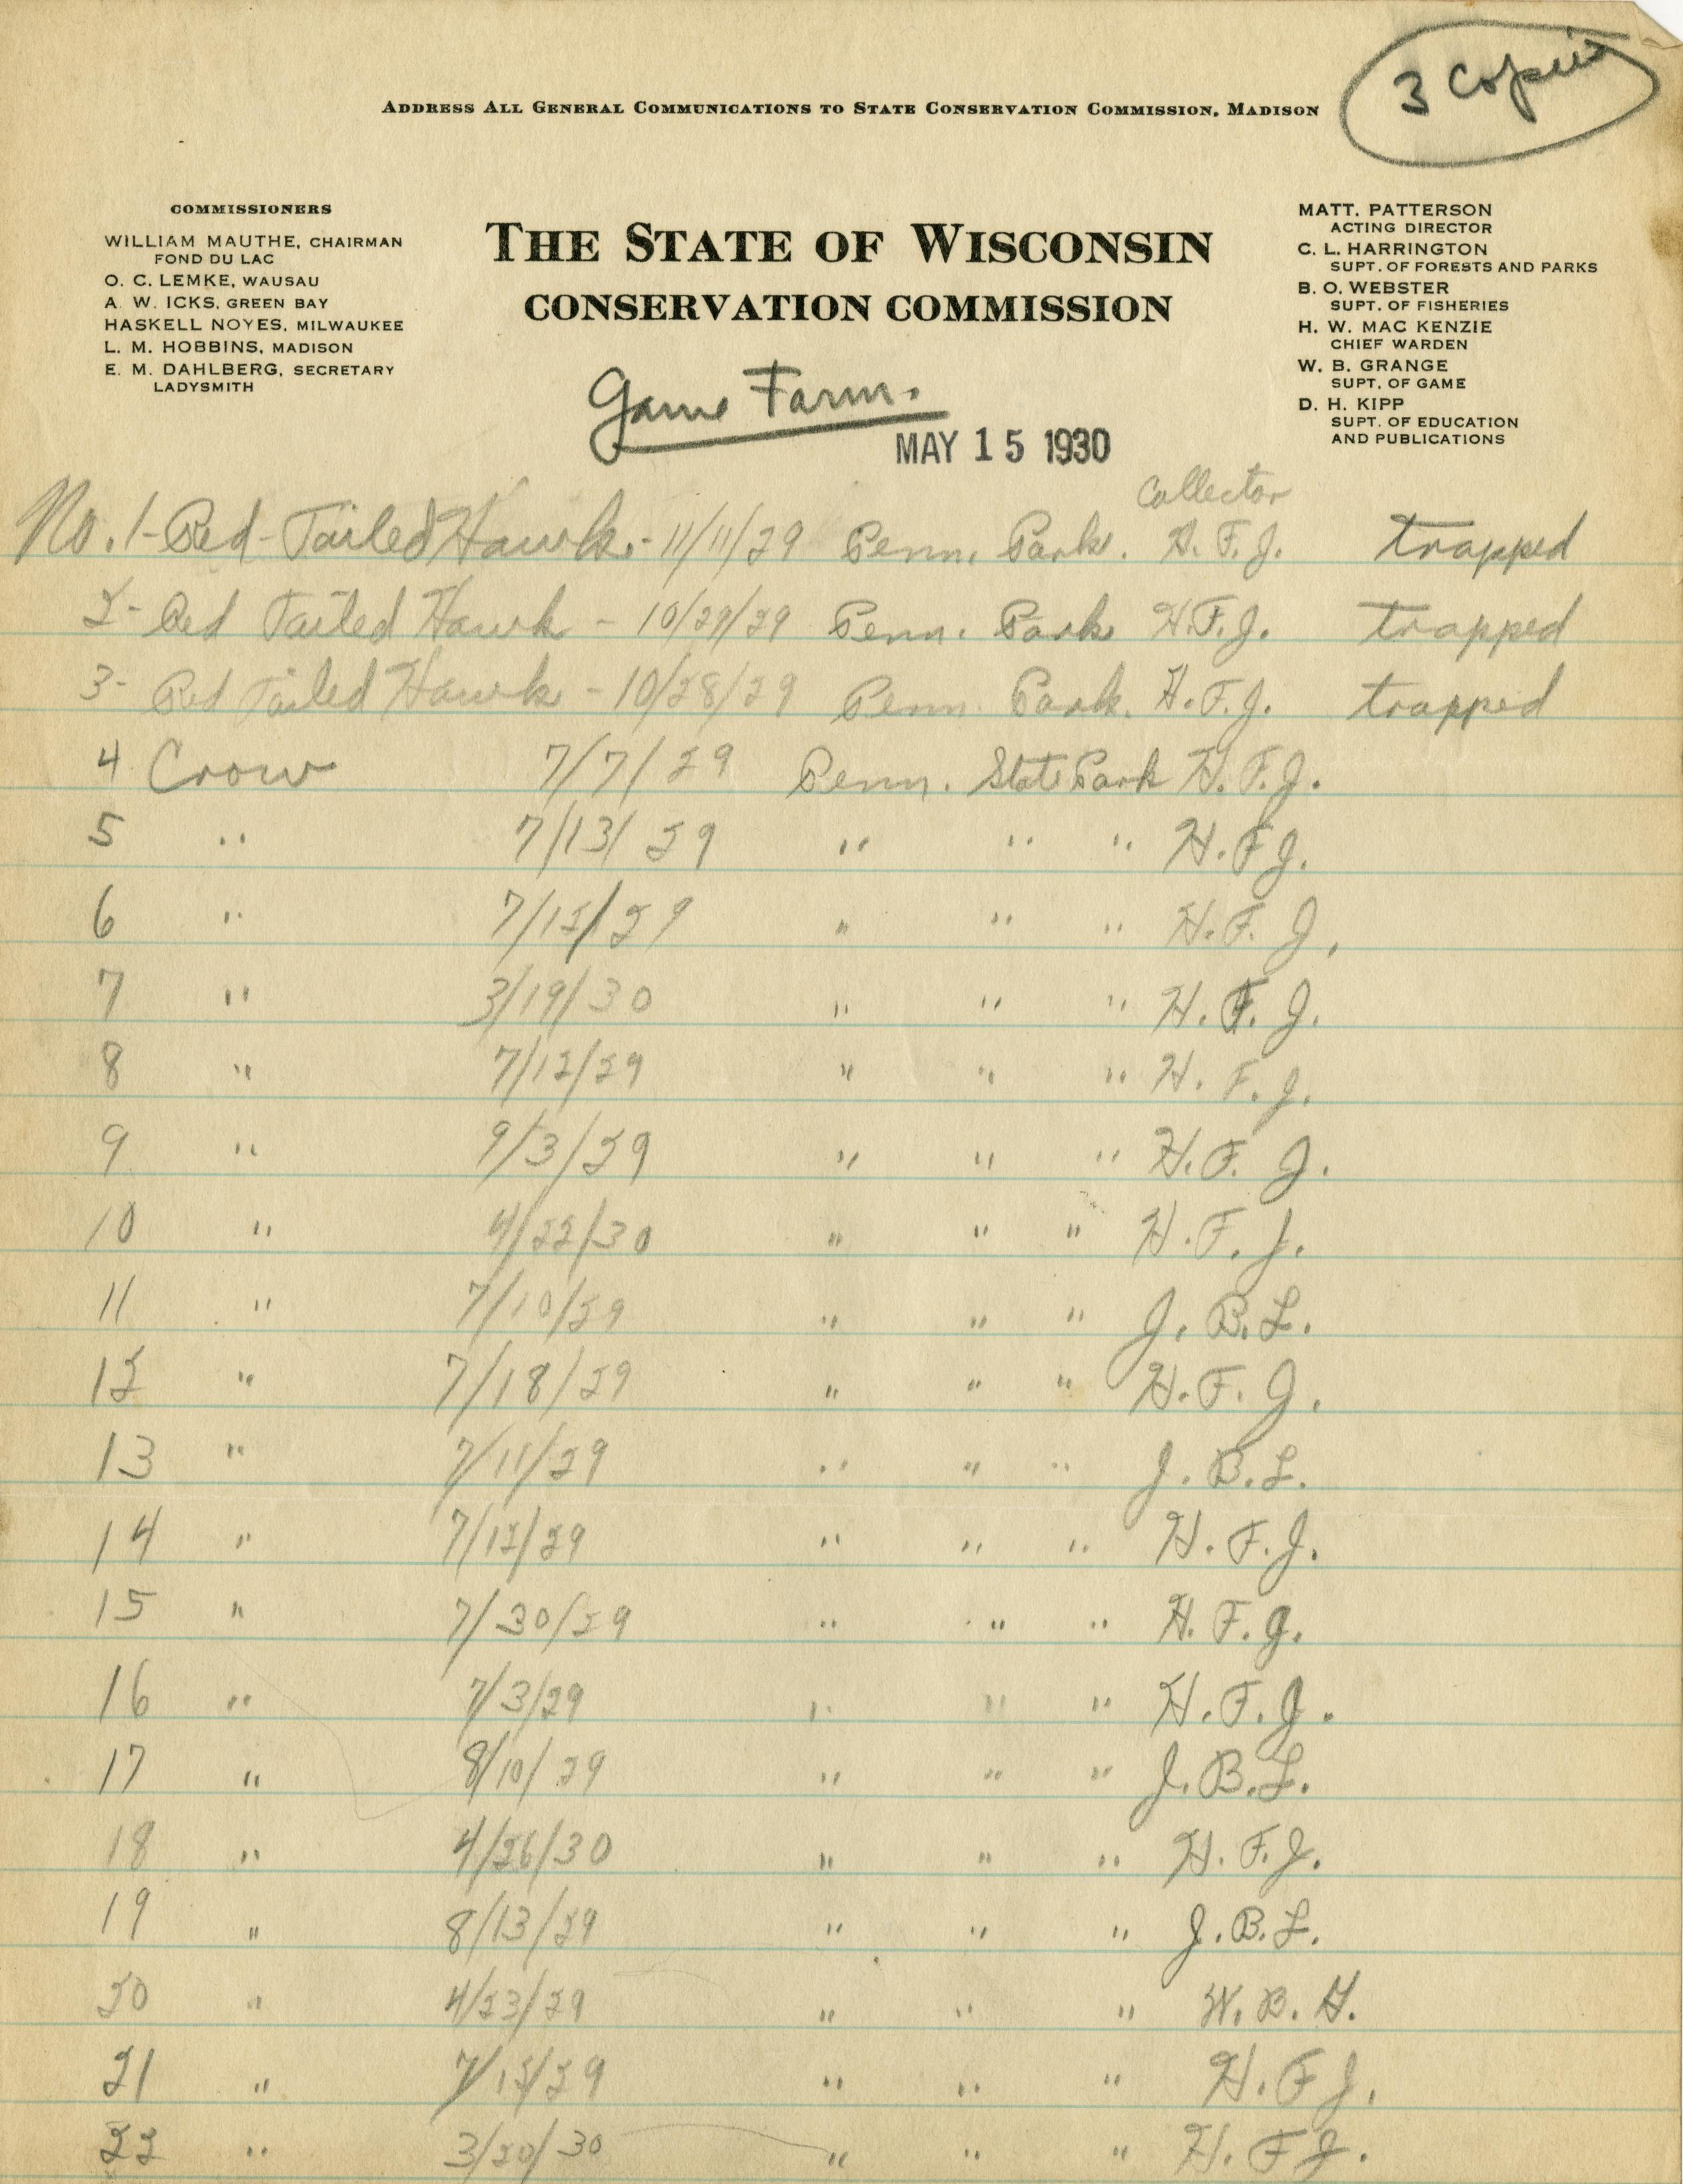 3 Copies
ADDRESS ALL GENERAL COMMUNICATIONS TO STATE CONSERVATION COMMISSION, MADISON
COMMISSIONERS
WILLIAM MAUTHE, CHAIRMAN
FOND DU LAC
O. C. LEMKE, WAUSAU
A. W. ICKS, GREEN BAY
HASKELL NOYES, MILWAUKEE
L. M. HOBBINS, MADISON
E. M. DAHLBERG, SECRETARY
LADYSMITH
THE STATE OF WISCONSIN
CONSERVATION COMMISSION
MATT. PATTERSON
ACTING DIRECTOR
C. L. HARRINGTON
SUPT. OF FORESTS AND PARKS
B. O. WEBSTER
SUPT. OF FISHERIES
H. W. MAC KENZIE
CHIEF WARDEN
W. B. GRANGE
SUPT. OF GAME
D. H. KIPP
SUPT. OF EDUCATION
AND PUBLICATIONS
Game Farm.
MAY 15 1930
Collector
No. 1- Red-Tailed Hawk. - 11/11/29 Penn. Park. H. F. J. trapped
2- Red Tailed Hawk - 10/29/29 Penn. Park H.F.J. trapped
3- Red Tailed Hawk - 10/28/29 Penn. Park. H.F.J. trapped
4 Crow 7/7/29 Penn. State Park H.F.J.
5 " 7/13/29 " " " H.F.J.
6 " 7/12/29 " " " H.F.J.
7 " 3/19/30 " " " H.F.J.
8 " 7/12/29 " " " H.F.J.
9 " 9/3/29 " " " H.F.J.
10 " 4/22/30 " " " H.F.J.
11 " 7/10/29 " " " J.B.L.
12 " 7/18/29 " " " H.F.J.
13 " 7/11/29 " " " J.B.L.
14 " 7/12/29 " " " H.F.J.
15 " 7/30/29 " " " H.F.J.
16 " 7/3/29 " " " H.F.J.
17 " 8/10/29 " " " J.B.L.
18 " 4/26/30 " " " H.F.J.
19 " 8/13/29 " " " J.B.L.
20 " 4/23/29 " " " W.B.G.
21 " 7/12/29 " " " H.F.J.
22 " 3/20/30 " " " H.F.J.